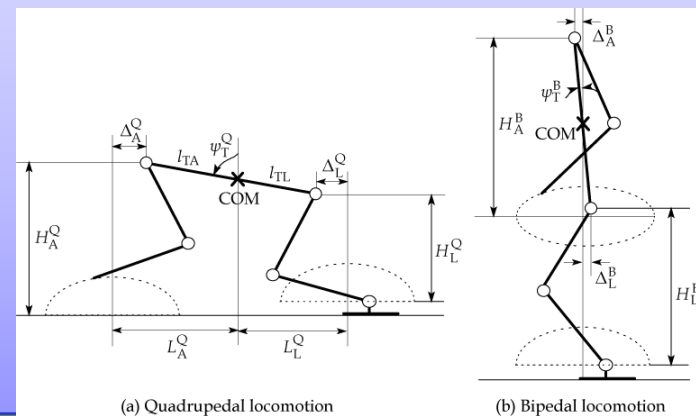 Δ_A^Q
l_TA
ψ_T^Q
Δ_L^Q
l_TL
COM
H_A^Q
H_L^Q
L_A^Q
L_L^Q
(a) Quadrupedal locomotion
Δ_A^B
ψ_T^B
H_A^B
COM
Δ_L^B
H_L^B
(b) Bipedal locomotion